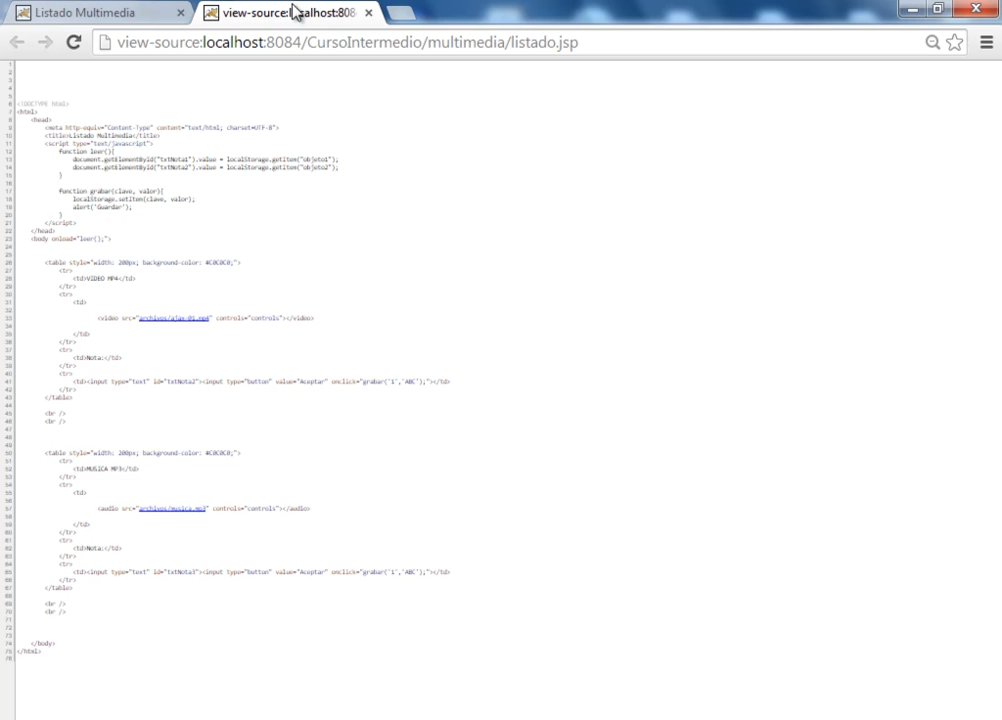 Listado Multimedia
view-source:localhost:808
view-source:localhost:8084/CursoIntermedio/multimedia/listado.jsp
<!DOCTYPE html>
<html>
<head>
<meta http-equiv="Content-Type" content="text/html; charset=UTF-8">
<title>Listado Multimedia</title>
<script type="text/javascript">
function leer(){
document.getElementById("txtNota1").value = localStorage.getItem("objeto1");
document.getElementById("txtNota2").value = localStorage.getItem("objeto2");
}
function grabar(clave, valor){
localStorage.setItem(clave, valor);
alert('Guardar');
}
</script>
</head>
<body onload="leer();">
<table style="width: 200px; background-color: #C0C0C0;">
<tr>
<td>VIDEO MP4</td>
</tr>
<tr>
<td>
<video src="archivos/ajax-01.mp4" controls="controls"></video>
</td>
</tr>
<tr>
<td>Nota:</td>
</tr>
<tr>
<td><input type="text" id="txtNota2"><input type="button" value="Aceptar" onclick="grabar('1','ABC');"></td>
</tr>
</table>
<br />
<br />
<table style="width: 200px; background-color: #C0C0C0;">
<tr>
<td>MUSICA MP3</td>
</tr>
<tr>
<td>
<audio src="archivos/musica.mp3" controls="controls"></audio>
</td>
</tr>
<tr>
<td>Nota:</td>
</tr>
<tr>
<td><input type="text" id="txtNota3"><input type="button" value="Aceptar" onclick="grabar('1','ABC');"></td>
</tr>
</table>
<br />
<br />
</body>
</html>